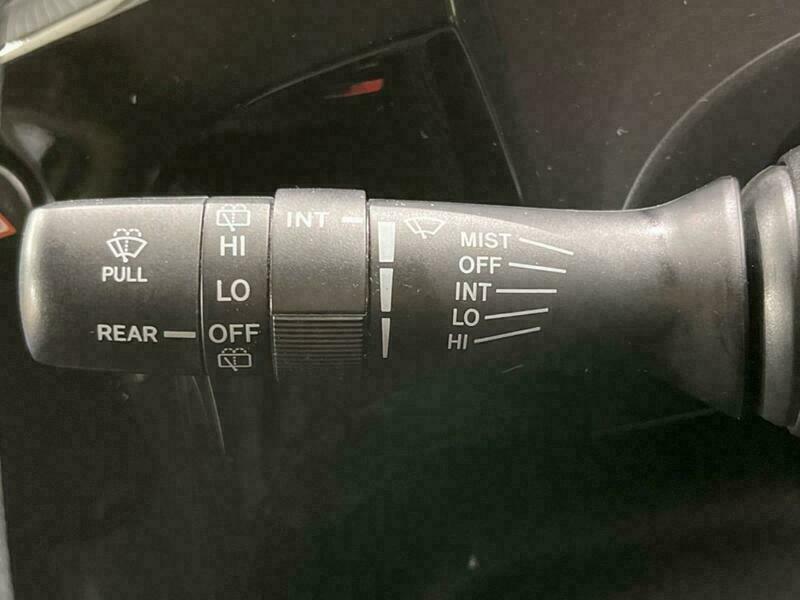 PULL
REAR
HI
LO
OFF
INT
MIST
OFF
INT
LO
HI